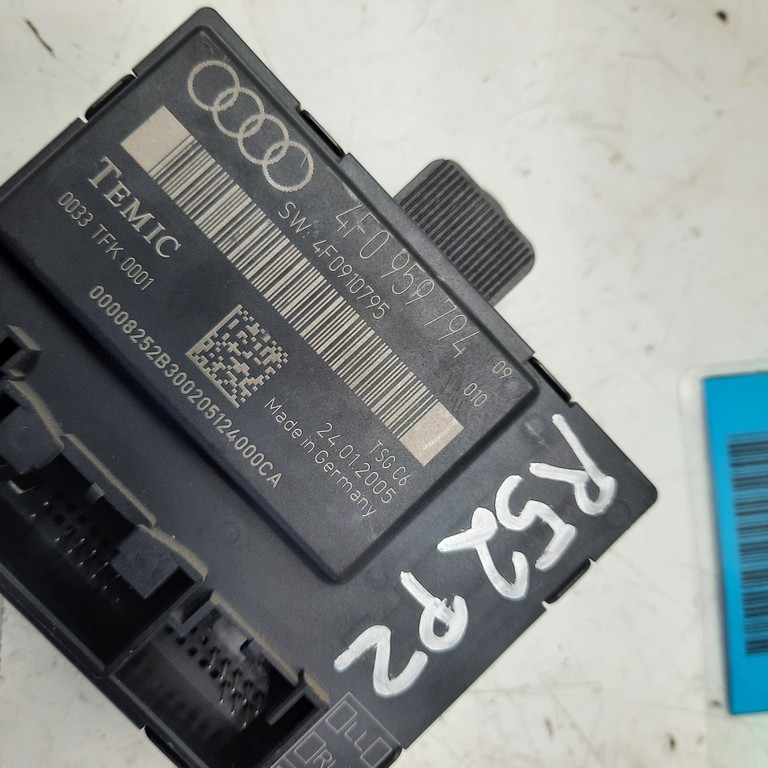 4F0 959 794
09
SW: 4F0910795
010
TEMIC
0033 TFK 0001
TSG C6
24.01.2005
Made in Germany
00008252B300205124000CA
R52
PZ